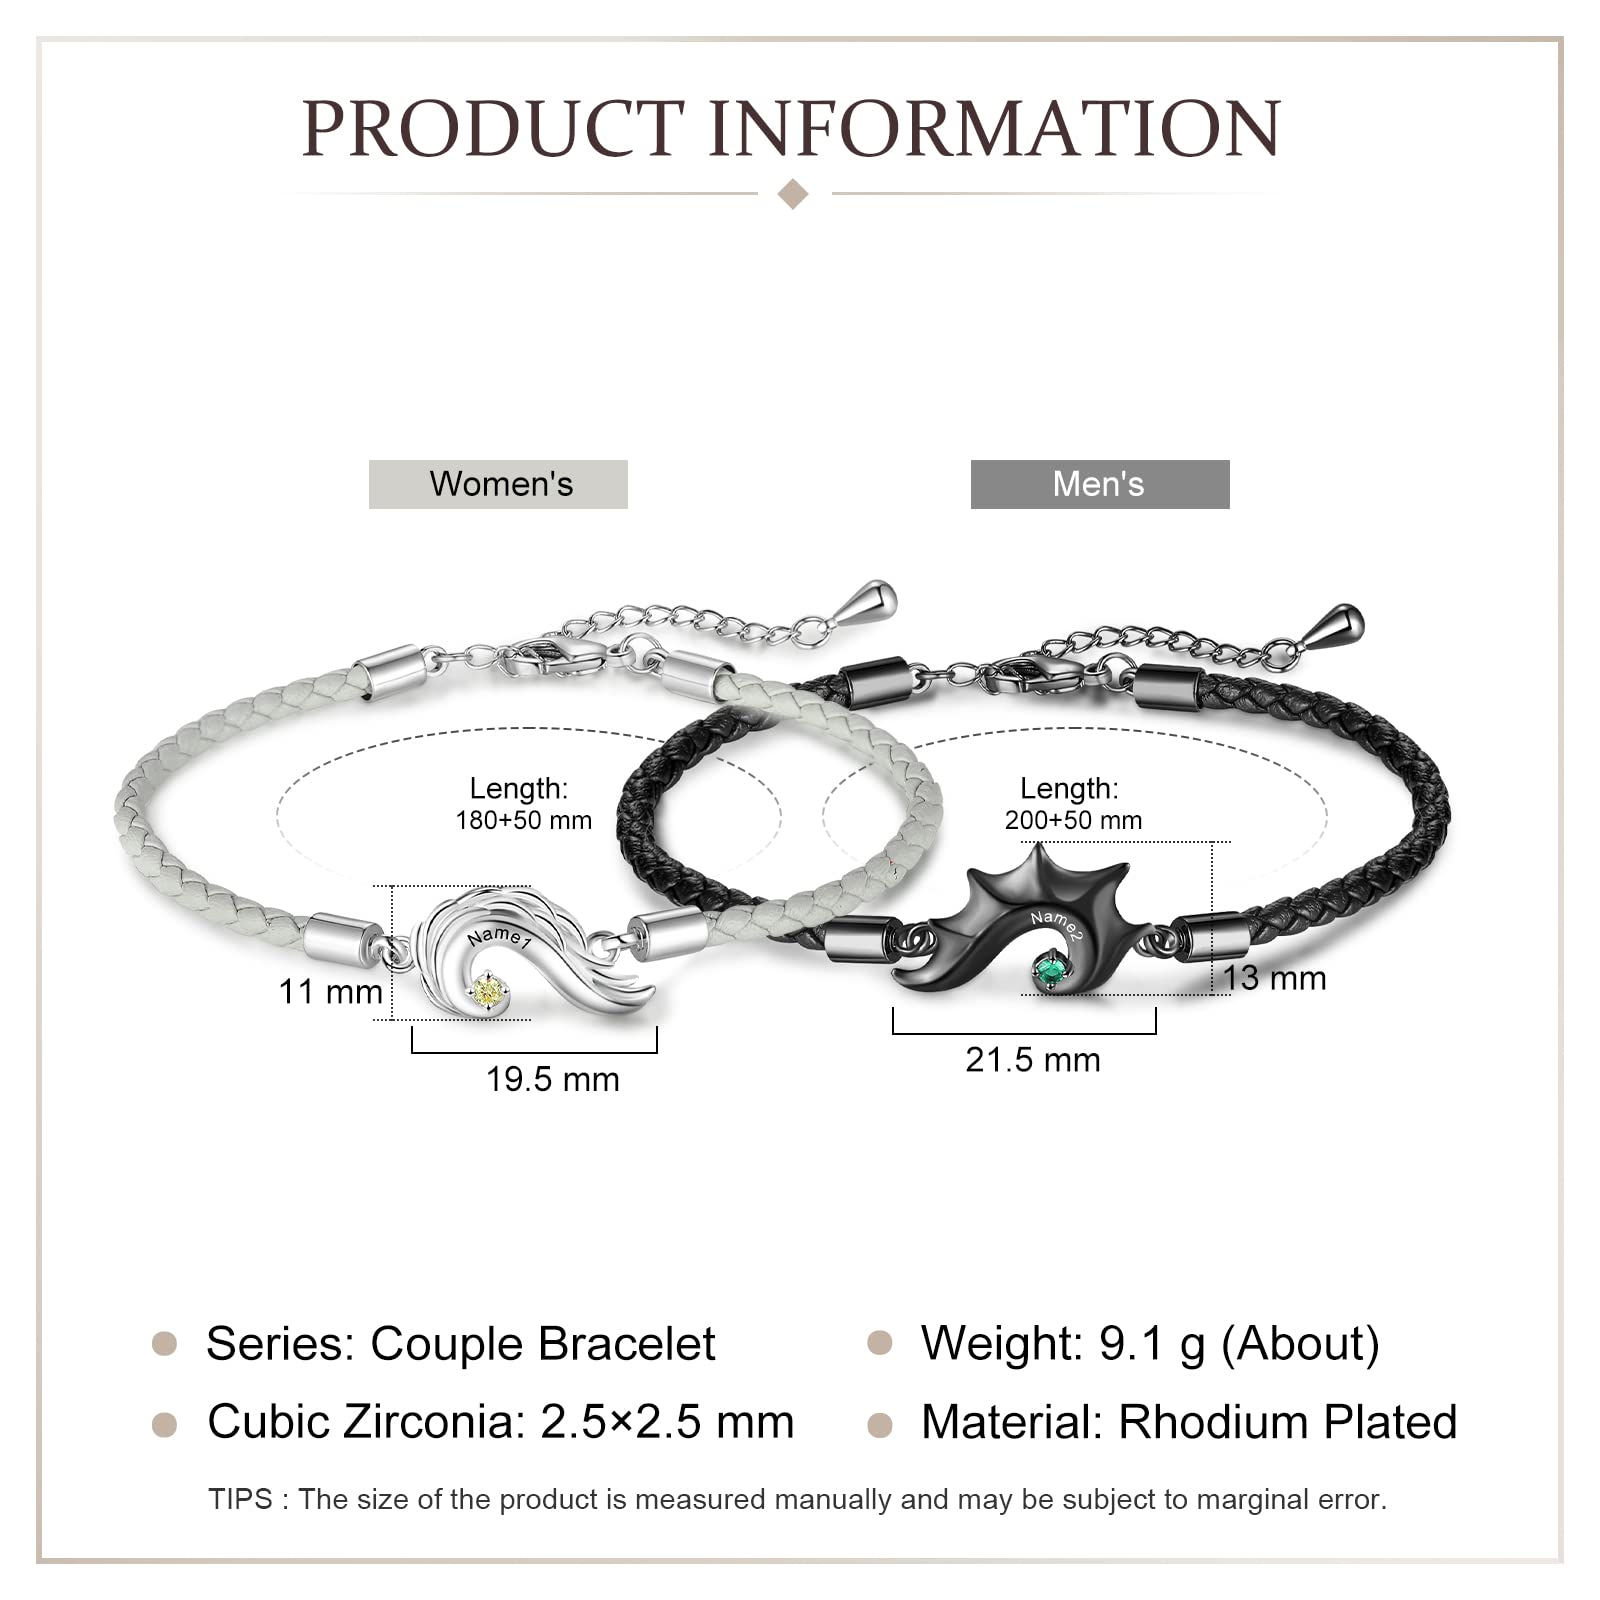 PRODUCT INFORMATION
Women's
Men's
Length:
180+50 mm
Length:
200+50 mm
Name1
Name2
11 mm
13 mm
19.5 mm
21.5 mm
Series: Couple Bracelet
Weight: 9.1 g (About)
Cubic Zirconia: 2.5×2.5 mm
Material: Rhodium Plated
TIPS : The size of the product is measured manually and may be subject to marginal error.